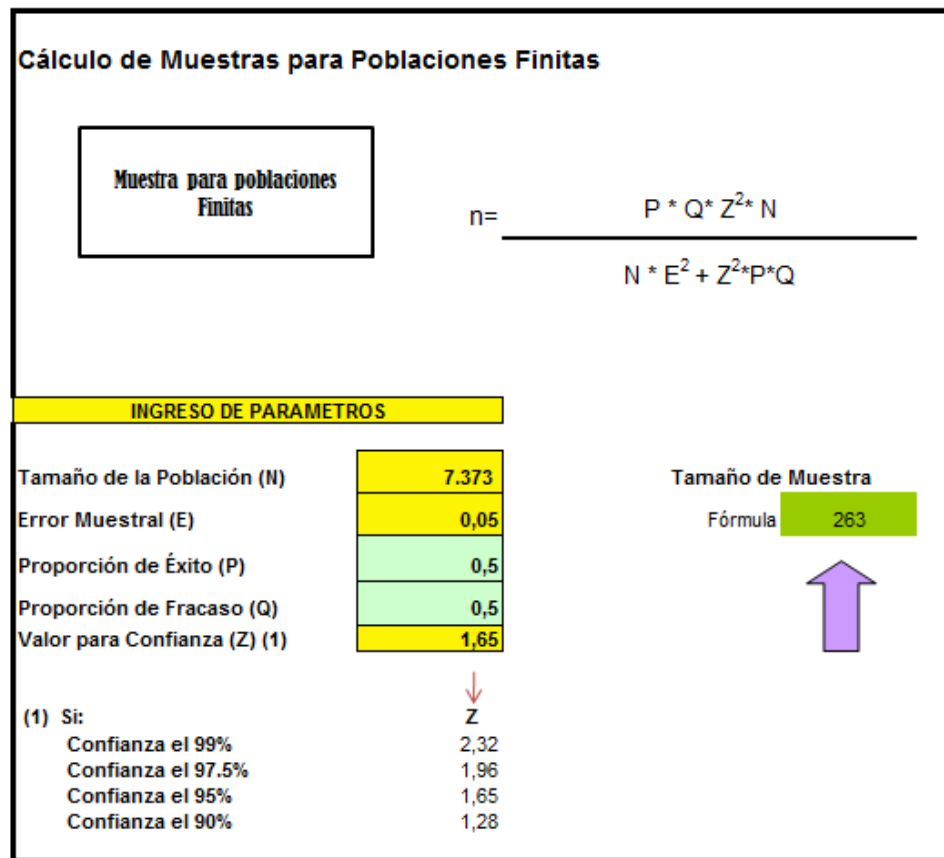 Cálculo de Muestras para Poblaciones Finitas
Muestra para poblaciones
Finitas
n=
P * Q* Z²* N
N * E² + Z²*P*Q
INGRESO DE PARAMETROS
Tamaño de la Población (N) 7.373 Tamaño de Muestra
Error Muestral (E) 0,05 Fórmula 263
Proporción de Éxito (P) 0,5
Proporción de Fracaso (Q) 0,5
Valor para Confianza (Z) (1) 1,65
(1) Si: Z
Confianza el 99% 2,32
Confianza el 97.5% 1,96
Confianza el 95% 1,65
Confianza el 90% 1,28